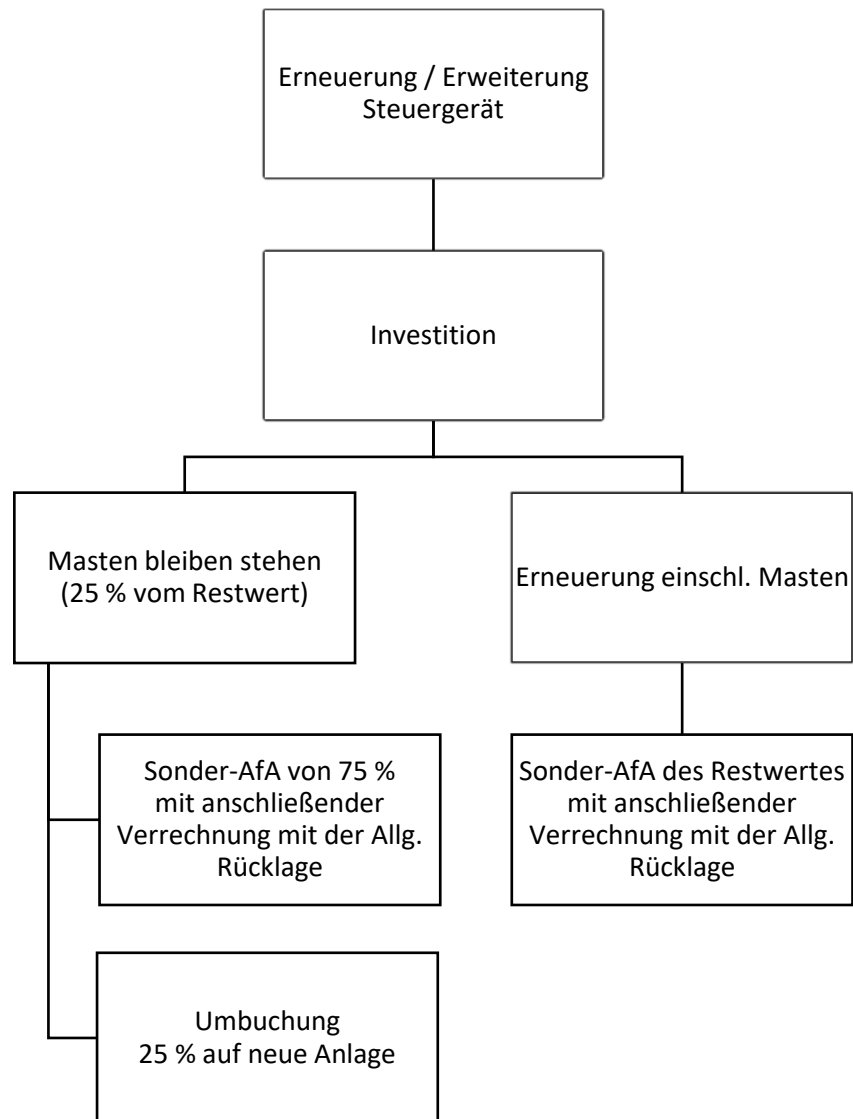 Erneuerung / Erweiterung
Steuergerät
Investition
Masten bleiben stehen
(25 % vom Restwert)
Erneuerung einschl. Masten
Sonder-AfA von 75 %
mit anschließender
Verrechnung mit der Allg.
Rücklage
Sonder-AfA des Restwertes
mit anschließender
Verrechnung mit der Allg.
Rücklage
Umbuchung
25 % auf neue Anlage